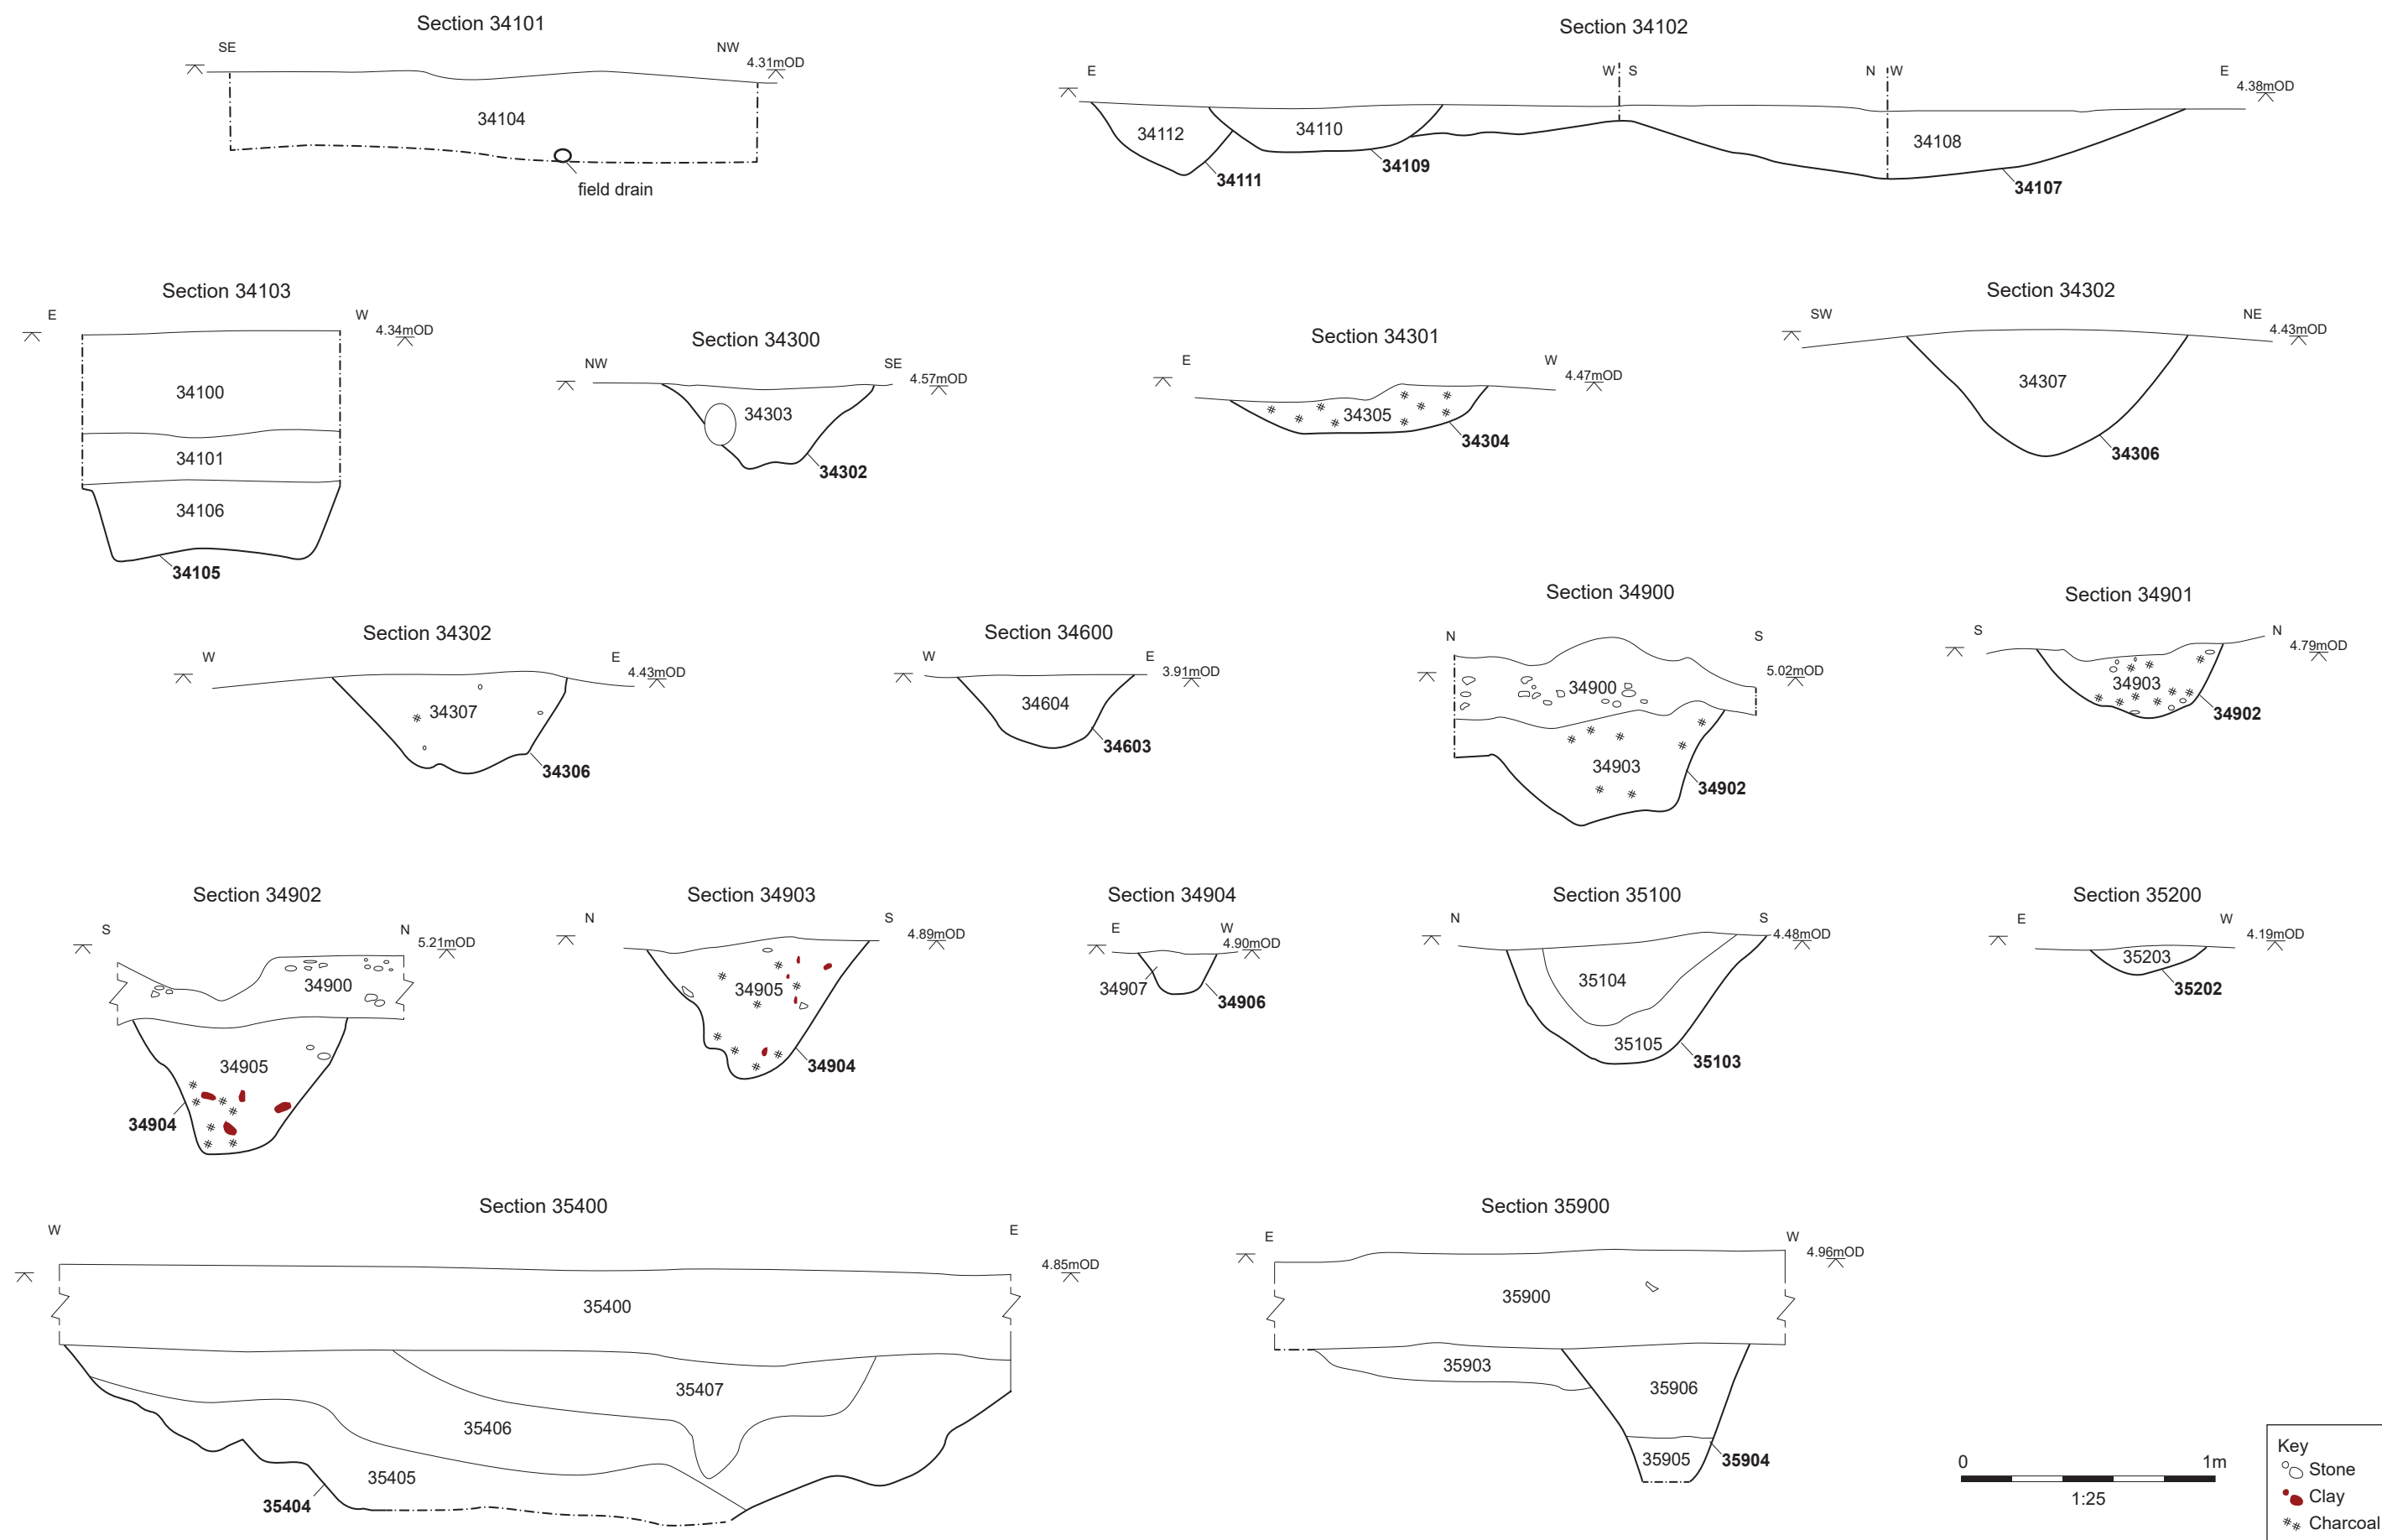 Section 34101
SE
NW
4.31mOD
34104
field drain
Section 34102
E
W
S
N
W
E
4.38mOD
34112
34110
34108
34111
34109
34107
Section 34103
E
W
4.34mOD
34100
34101
34106
34105
Section 34300
NW
SE
4.57mOD
34303
34302
Section 34301
E
W
4.47mOD
34305
34304
Section 34302
SW
NE
4.43mOD
34307
34306
Section 34302
W
E
4.43mOD
34307
34306
Section 34600
W
E
3.91mOD
34604
34603
Section 34900
N
S
5.02mOD
34900
34903
34902
Section 34901
S
N
4.79mOD
34903
34902
Section 34902
S
N
5.21mOD
34900
34905
34904
Section 34903
N
S
4.89mOD
34905
34904
Section 34904
E
W
4.90mOD
34907
34906
Section 35100
N
S
4.48mOD
35104
35105
35103
Section 35200
E
W
4.19mOD
35203
35202
Section 35400
W
E
4.85mOD
35400
35407
35406
35405
35404
Section 35900
E
W
4.96mOD
35900
35903
35906
35905
35904
0
1m
1:25
Key
Stone
Clay
Charcoal